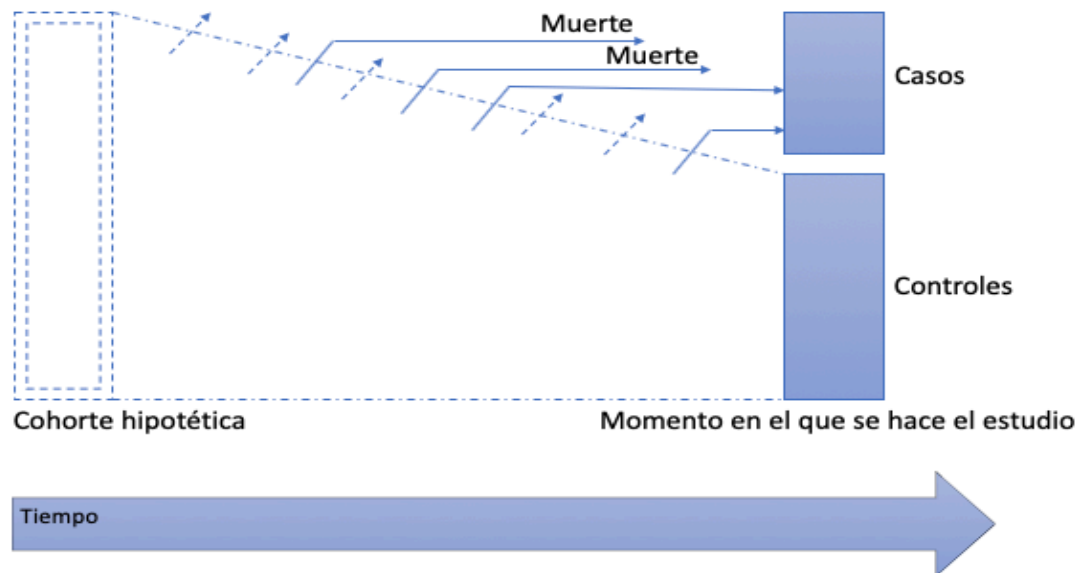 Muerte
Muerte
Casos
Controles
Cohorte hipotética
Momento en el que se hace el estudio
Tiempo